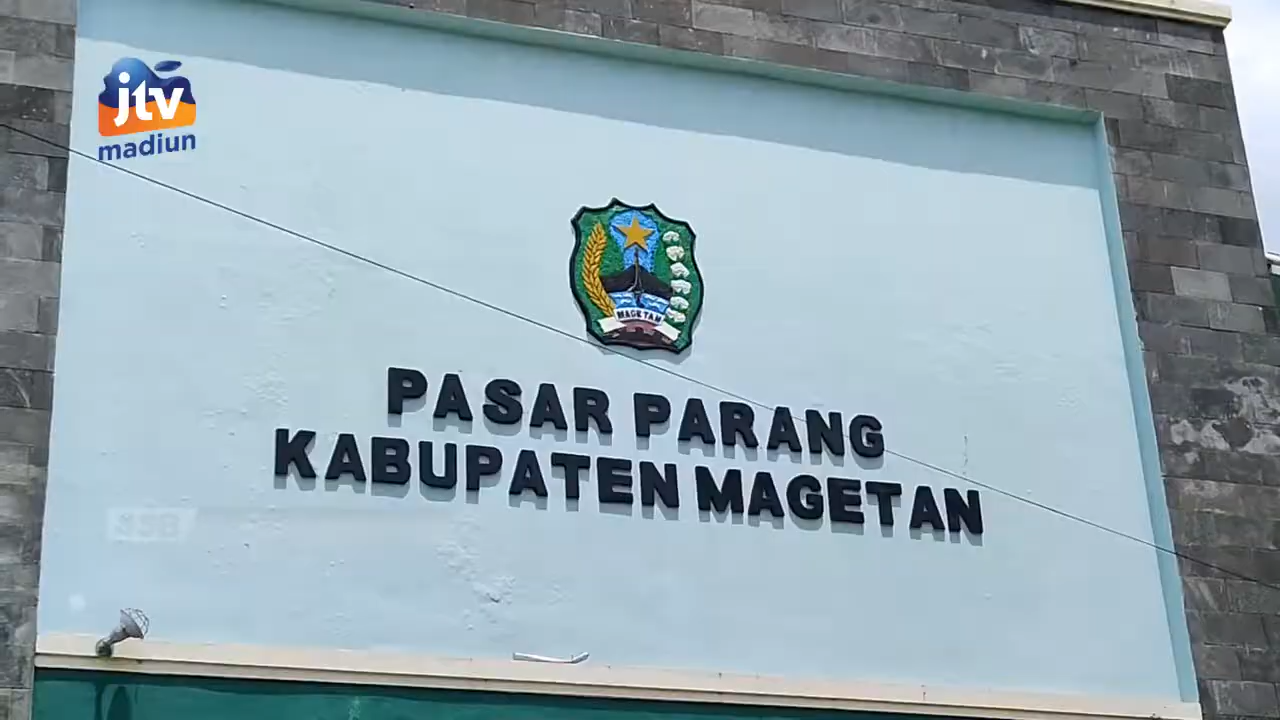 jtv
madiun
MAGETAN
PASAR PARANG
KABUPATEN MAGETAN